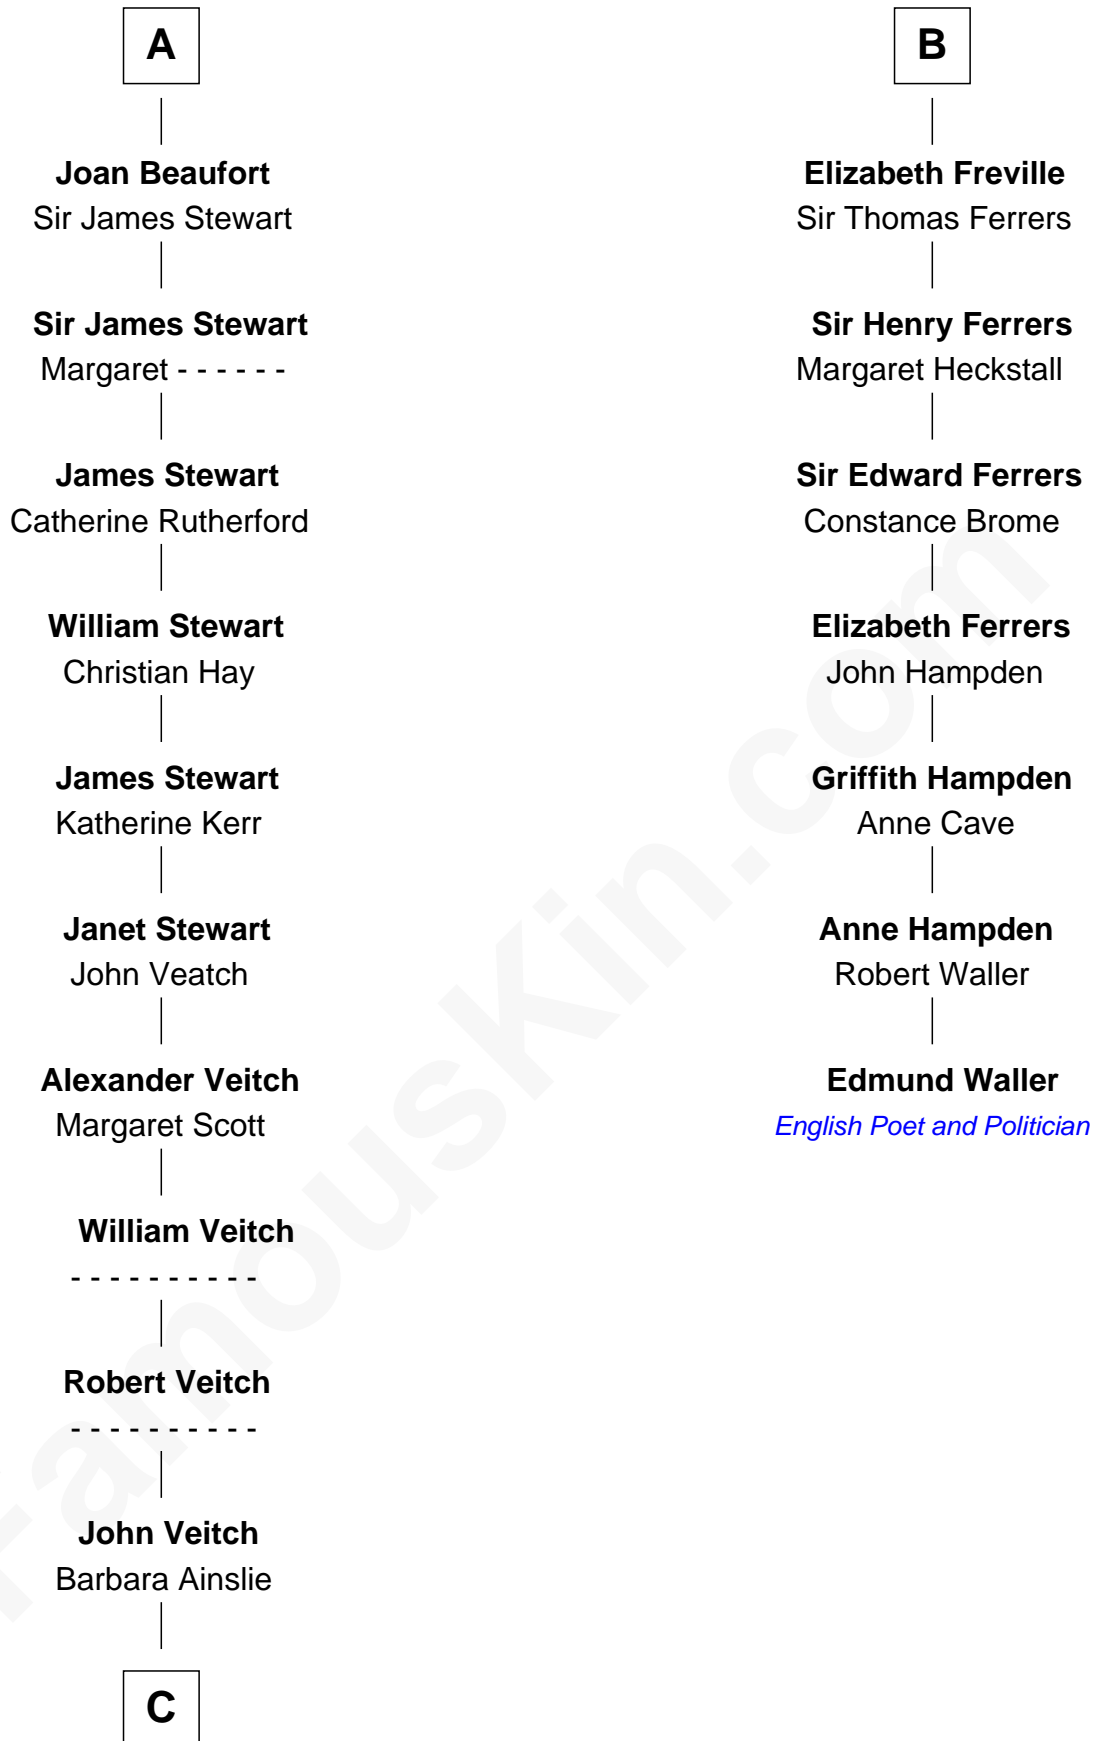 A
Joan Beaufort
Sir James Stewart
Sir James Stewart
Margaret - - - - - -
James Stewart
Catherine Rutherford
William Stewart
Christian Hay
James Stewart
Katherine Kerr
Janet Stewart
John Veatch
Alexander Veitch
Margaret Scott
William Veitch
- - - - - - - - - -
Robert Veitch
- - - - - - - - - -
John Veitch
Barbara Ainslie
C
B
Elizabeth Freville
Sir Thomas Ferrers
Sir Henry Ferrers
Margaret Heckstall
Sir Edward Ferrers
Constance Brome
Elizabeth Ferrers
John Hampden
Griffith Hampden
Anne Cave
Anne Hampden
Robert Waller
Edmund Waller
English Poet and Politician
FamousKin.com